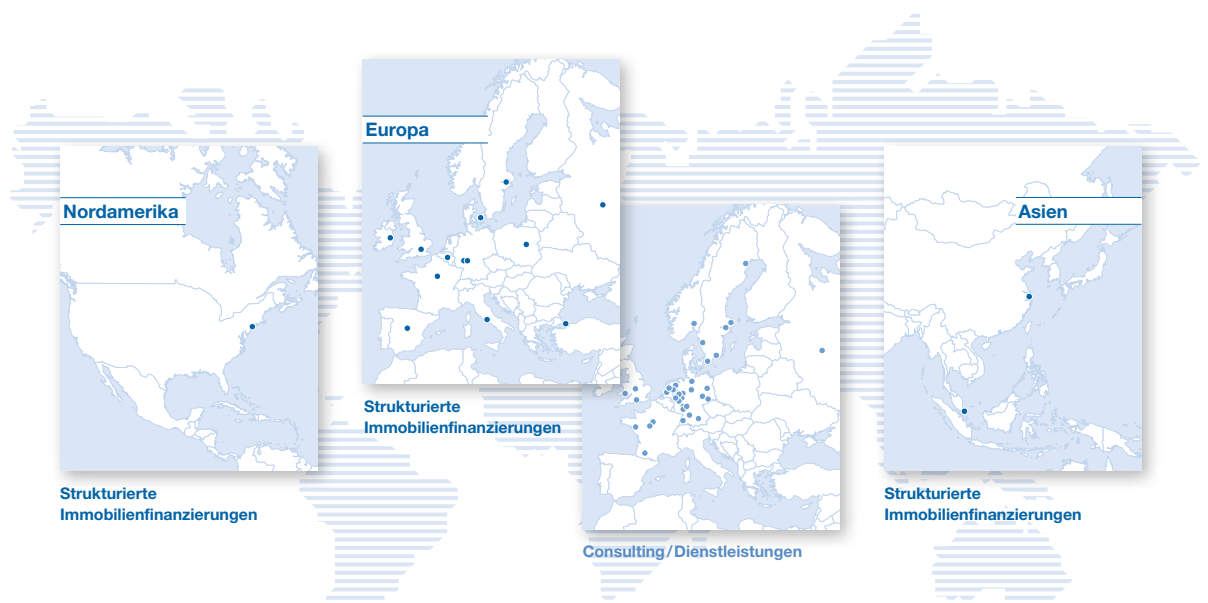 Nordamerika
Strukturierte
Immobilienfinanzierungen
Europa
Strukturierte
Immobilienfinanzierungen
Consulting/Dienstleistungen
Asien
Strukturierte
Immobilienfinanzierungen